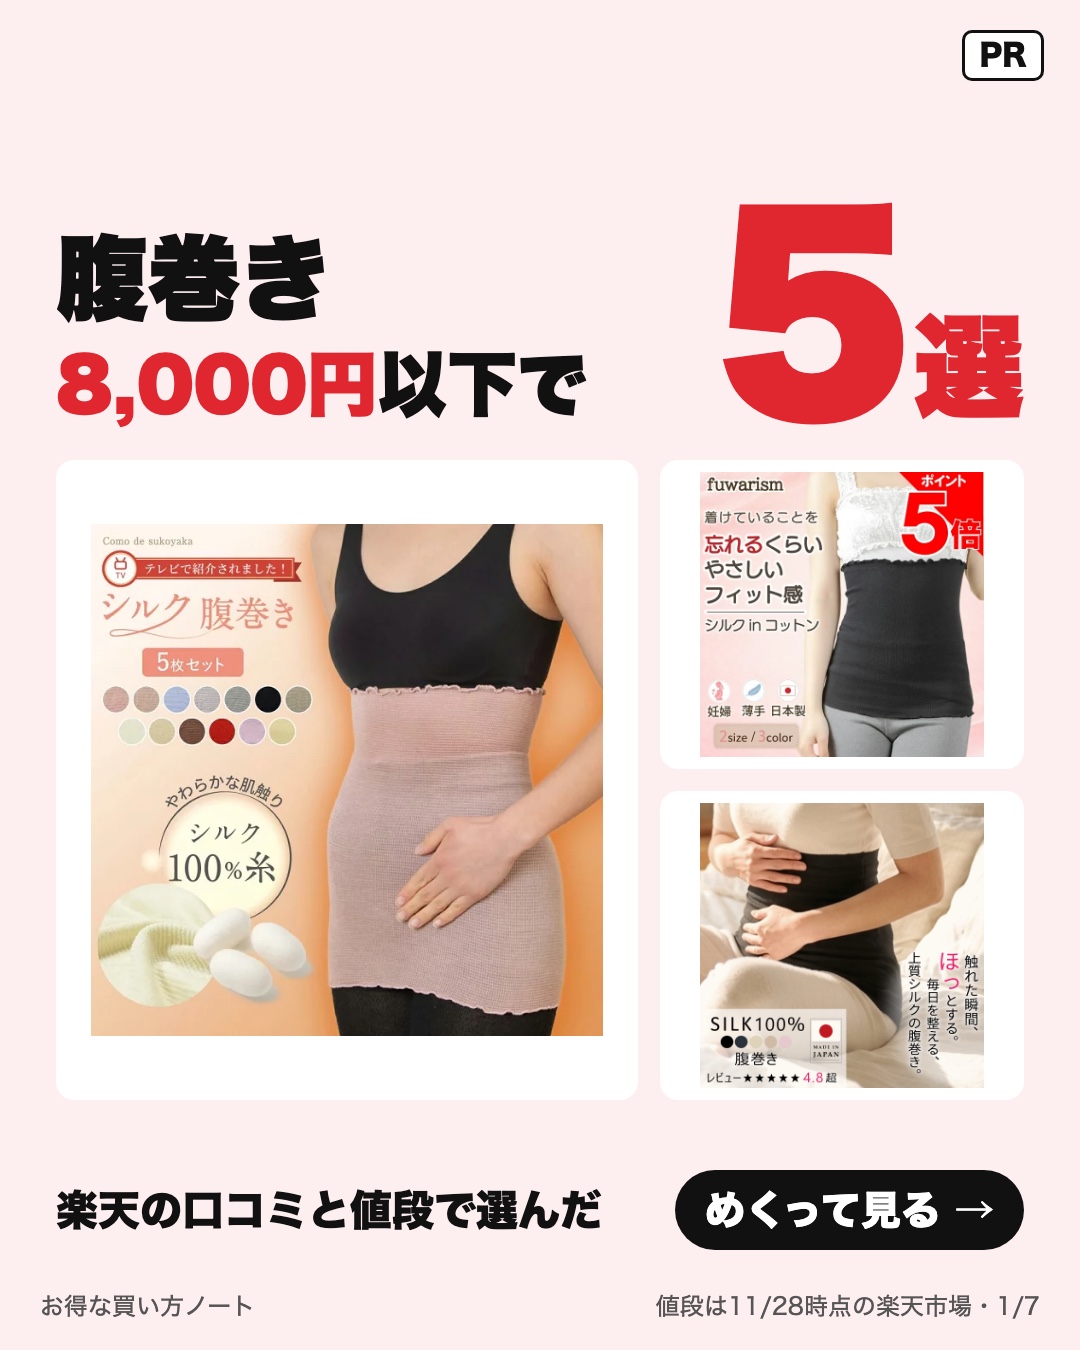 PR
腹巻き
8,000円以下で
5選
Como de sukoyaka
TV
テレビで紹介されました！
シルク腹巻き
5枚セット
やわらかな肌触り
シルク
100%糸
fuwarism
ポイント
5倍
着けていることを
忘れるくらい
やさしい
フィット感
シルク in コットン
妊婦 薄手 日本製
2size / 3color
触れた瞬間、
ほっとする。
毎日を整える、
上質シルクの腹巻き。
SILK100%
腹巻き
MADE IN
JAPAN
レビュー★★★★★4.8超
楽天の口コミと値段で選んだ
めくって見る →
お得な買い方ノート
値段は11/28時点の楽天市場・1/7